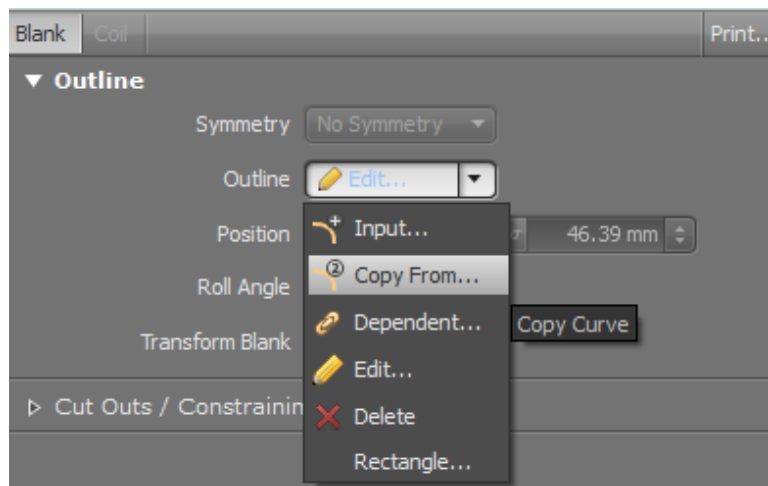 Blank Coil Print..
Outline
Symmetry No Symmetry
Outline Edit...
Input...
Position σ 46.39 mm
Copy From...
Roll Angle
Dependent... Copy Curve
Transform Blank
Edit...
Cut Outs / Constrainin
Delete
Rectangle...